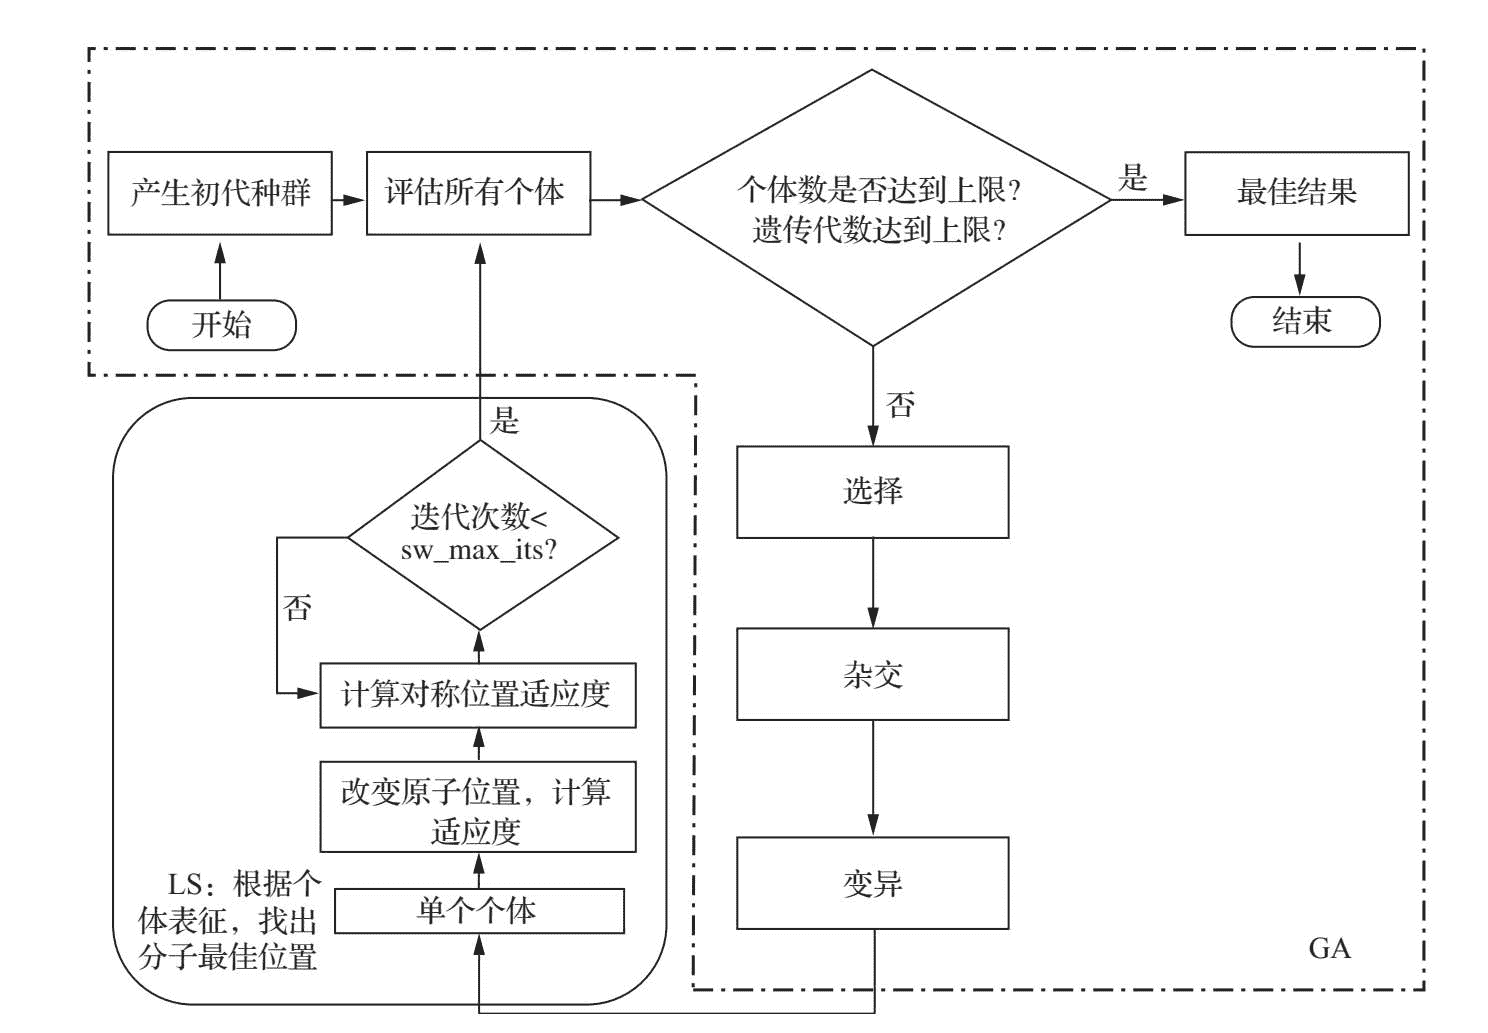 产生初代种群
评估所有个体
个体数是否达到上限?
遗传代数达到上限?
是
最佳结果
开始
结束
否
选择
杂交
变异
GA
是
迭代次数<
sw_max_its?
否
计算对称位置适应度
改变原子位置，计算
适应度
单个个体
LS：根据个
体表征，找出
分子最佳位置